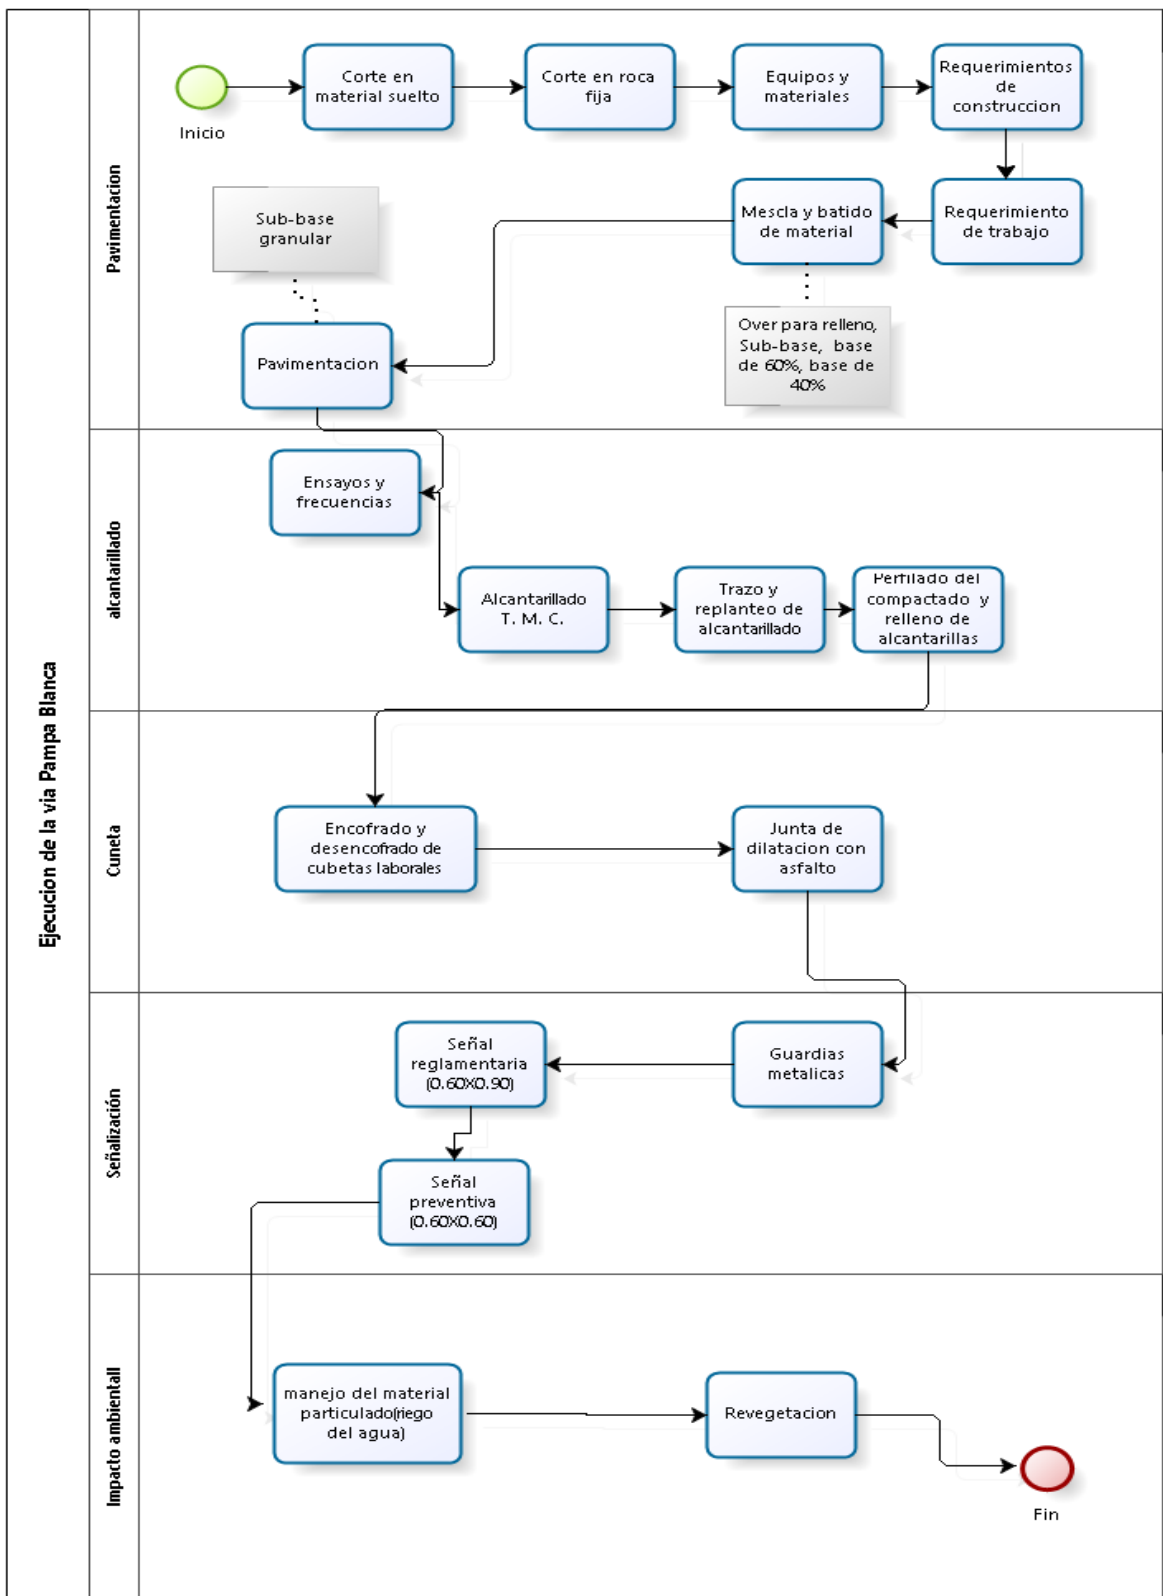 Ejecucion de la via Pampa Blanca
Pavimentacion
Inicio
Corte en
material suelto
Corte en roca
fija
Equipos y
materiales
Requerimientos
de
construccion
Requerimiento
de trabajo
Mescla y batido
de material
Over para relleno,
Sub-base, base
de 60%, base de
40%
Sub-base
granular
Pavimentacion
alcantarillado
Ensayos y
frecuencias
Alcantarillado
T. M. C.
Trazo y
replanteo de
alcantarillado
Perfilado del
compactado y
relleno de
alcantarillas
Cuneta
Encofrado y
desencofrado de
cubetas laborales
Junta de
dilatacion con
asfalto
Señalización
Guardias
metalicas
Señal
reglamentaria
(0.60X0.90)
Señal
preventiva
(0.60X0.60)
Impacto ambientall
manejo del material
particulado(riego
del agua)
Revegetacion
Fin